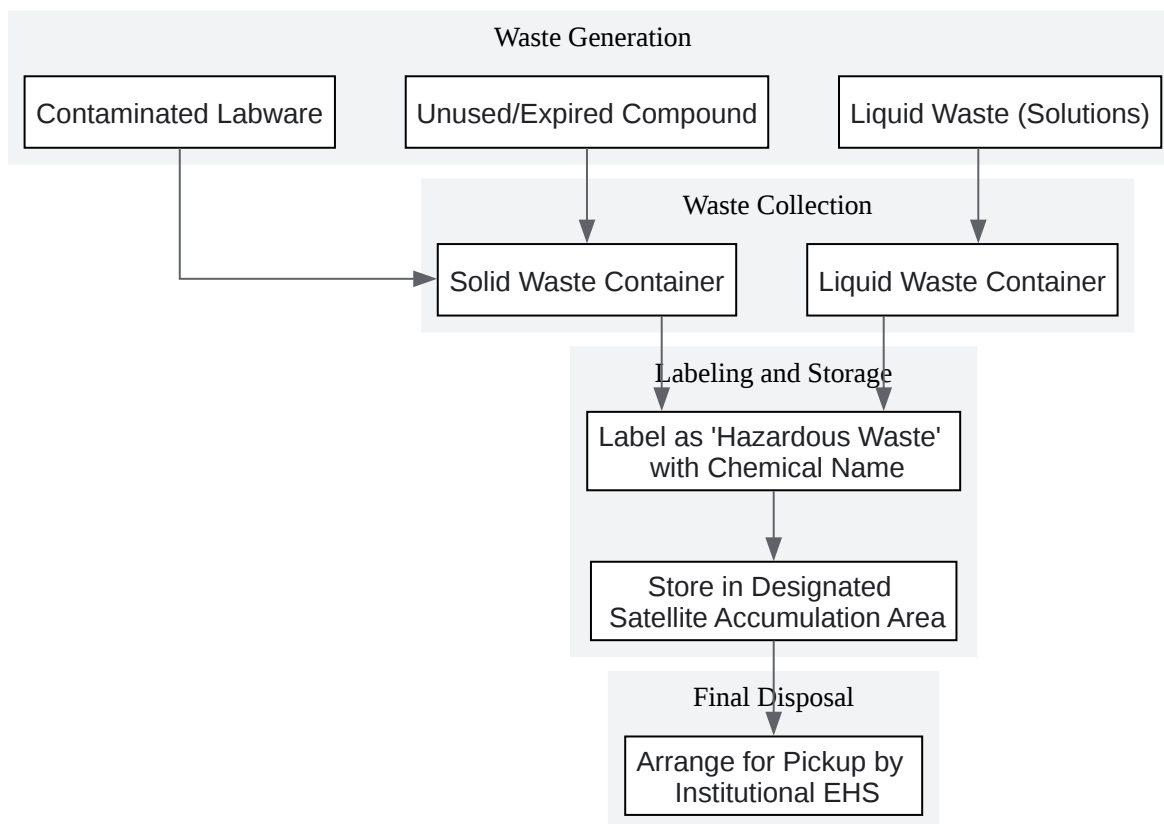 Waste Generation
Contaminated Labware
Unused/Expired Compound
Liquid Waste (Solutions)
Waste Collection
Solid Waste Container
Liquid Waste Container
Labeling and Storage
Label as 'Hazardous Waste'
with Chemical Name
Store in Designated
Satellite Accumulation Area
Final Disposal
Arrange for Pickup by
Institutional EHS